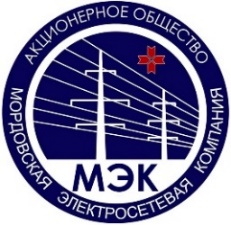 АКЦИОНЕРНОЕ ОБЩЕСТВО
МЭК
МОРДОВСКАЯ ЭЛЕКТРОСЕТЕВАЯ КОМПАНИЯ